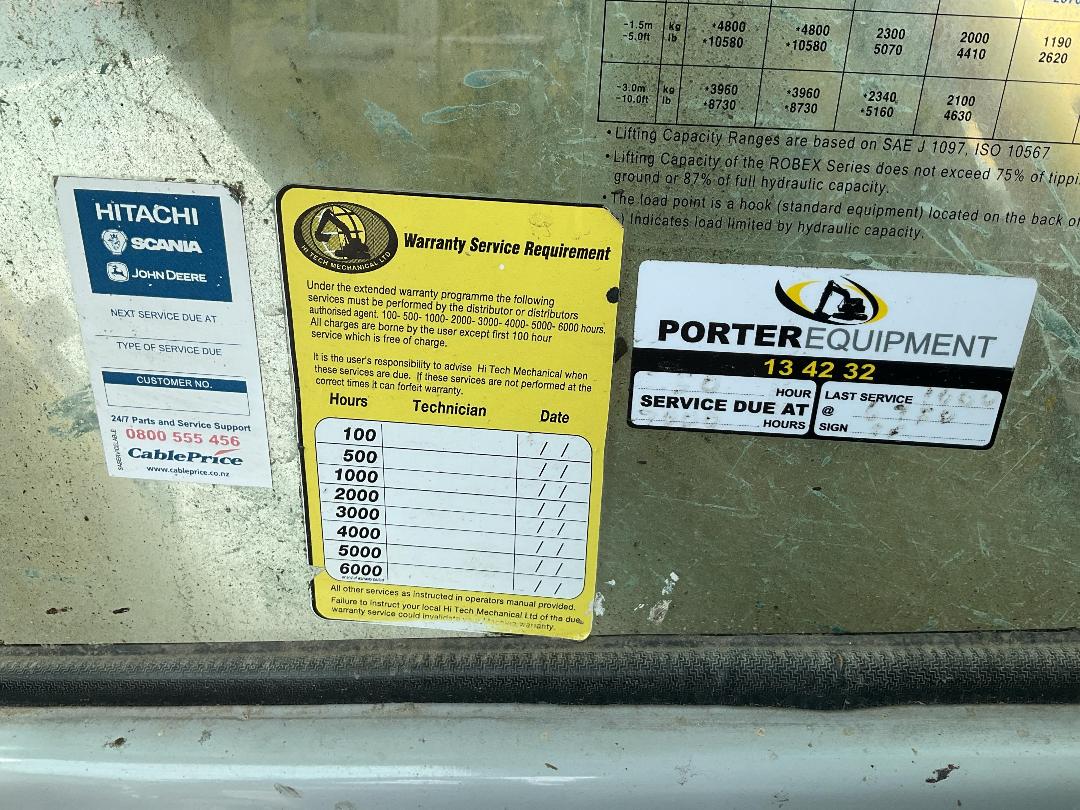 -1.5m kg *4800 *4800 2300 2000 1190
-5.0ft lb *10580 *10580 5070 4410 2620
-3.0m kg *3960 *3960 *2340 2100
-10.0ft lb *8730 *8730 *5160 4630
• Lifting Capacity Ranges are based on SAE J 1097, ISO 10567
• Lifting Capacity of the ROBEX Series does not exceed 75% of tippi
ground or 87% of full hydraulic capacity.
The load point is a hook (standard equipment) located on the back of
) Indicates load limited by hydraulic capacity.
HITACHI
SCANIA
JOHN DEERE
NEXT SERVICE DUE AT
TYPE OF SERVICE DUE
CUSTOMER NO.
24/7 Parts and Service Support
0800 555 456
CablePrice
www.cableprice.co.nz
HI TECH MECHANICAL LTD
Warranty Service Requirement
Under the extended warranty programme the following
services must be performed by the distributor or distributors
authorised agent. 100- 500- 1000- 2000- 3000- 4000- 5000- 6000 hours.
All charges are borne by the user except first 100 hour
service which is free of charge.
It is the user's responsibility to advise Hi Tech Mechanical when
these services are due. If these services are not performed at the
correct times it can forfeit warranty.
Hours Technician Date
100 / /
500 / /
1000 / /
2000 / /
3000 / /
4000 / /
5000 / /
6000 / /
All other services as instructed in operators manual provided.
Failure to instruct your local Hi Tech Mechanical Ltd of the due
warranty service could invalidate warranty.
PORTEREQUIPMENT
13 42 32
HOUR
SERVICE DUE AT
HOURS
LAST SERVICE
@
SIGN